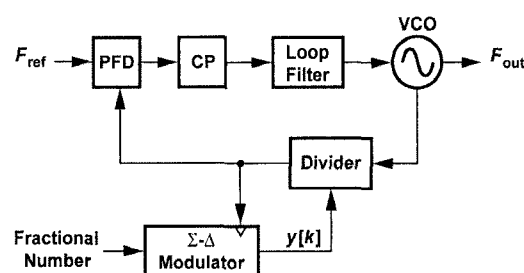 VCO
F_ref
PFD
CP
Loop
Filter
F_out
Divider
Fractional
Number
Σ-Δ
Modulator
y[k]